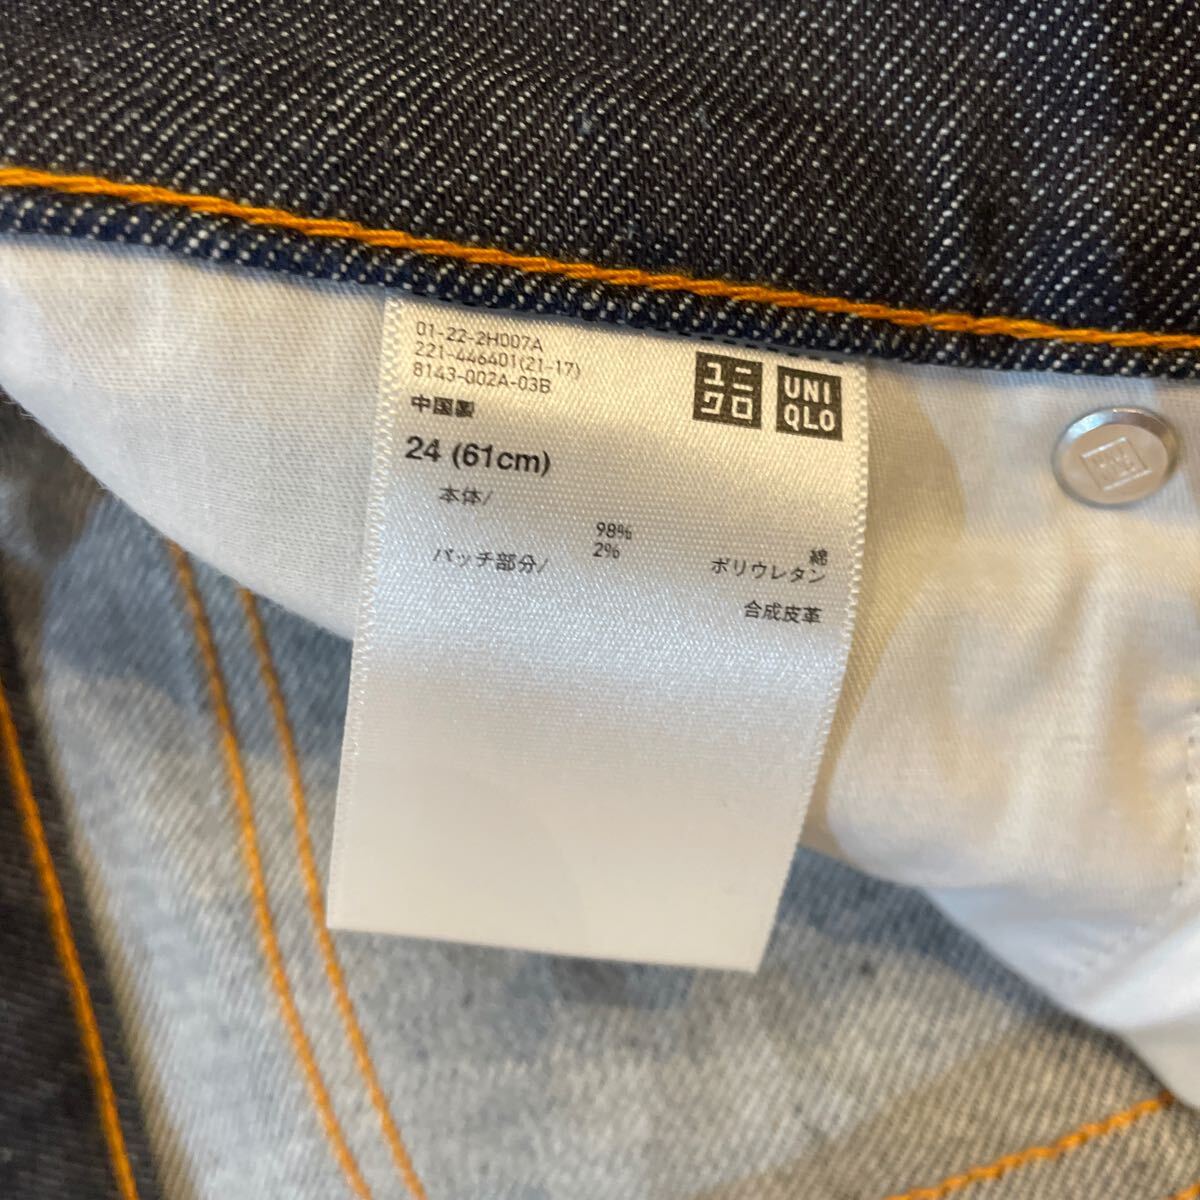 01-22-2H007A
221-446401(21-17)
8143-002A-03B
中国製
ユニ
クロ
UNI
QLO
24 (61cm)
本体/
98% 綿
2% ポリウレタン
パッチ部分/
合成皮革